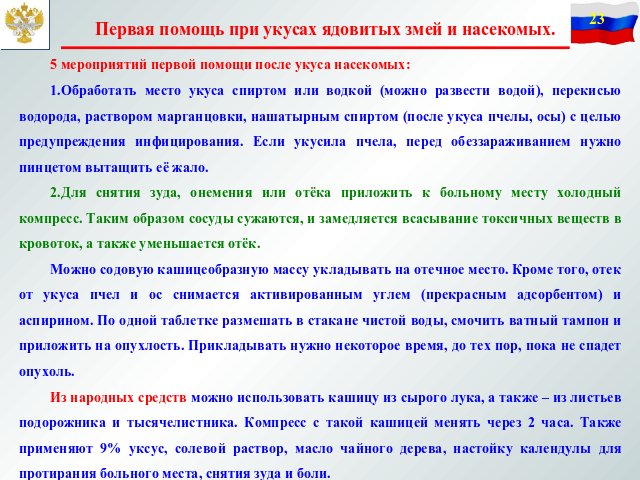 Первая помощь при укусах ядовитых змей и насекомых.
23
5 мероприятий первой помощи после укуса насекомых:
1.Обработать место укуса спиртом или водкой (можно развести водой), перекисью
водорода, раствором марганцовки, нашатырным спиртом (после укуса пчелы, осы) с целью
предупреждения инфицирования. Если укусила пчела, перед обеззараживанием нужно
пинцетом вытащить её жало.
2.Для снятия зуда, онемения или отёка приложить к больному месту холодный
компресс. Таким образом сосуды сужаются, и замедляется всасывание токсичных веществ в
кровоток, а также уменьшается отёк.
Можно содовую кашицеобразную массу укладывать на отечное место. Кроме того, отек
от укуса пчел и ос снимается активированным углем (прекрасным адсорбентом) и
аспирином. По одной таблетке размешать в стакане чистой воды, смочить ватный тампон и
приложить на опухлость. Прикладывать нужно некоторое время, до тех пор, пока не спадет
опухоль.
Из народных средств можно использовать кашицу из сырого лука, а также – из листьев
подорожника и тысячелистника. Компресс с такой кашицей менять через 2 часа. Также
применяют 9% уксус, солевой раствор, масло чайного дерева, настойку календулы для
протирания больного места, снятия зуда и боли.